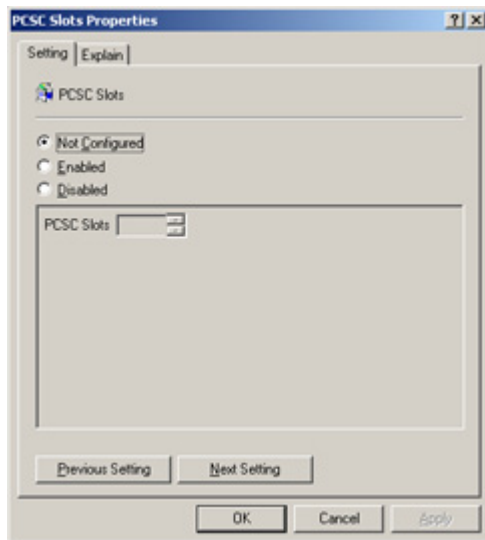 PCSC Slots Properties
Setting Explain
PCSC Slots
Not Configured
Enabled
Disabled
PCSC Slots
Previous Setting Next Setting
OK Cancel Apply